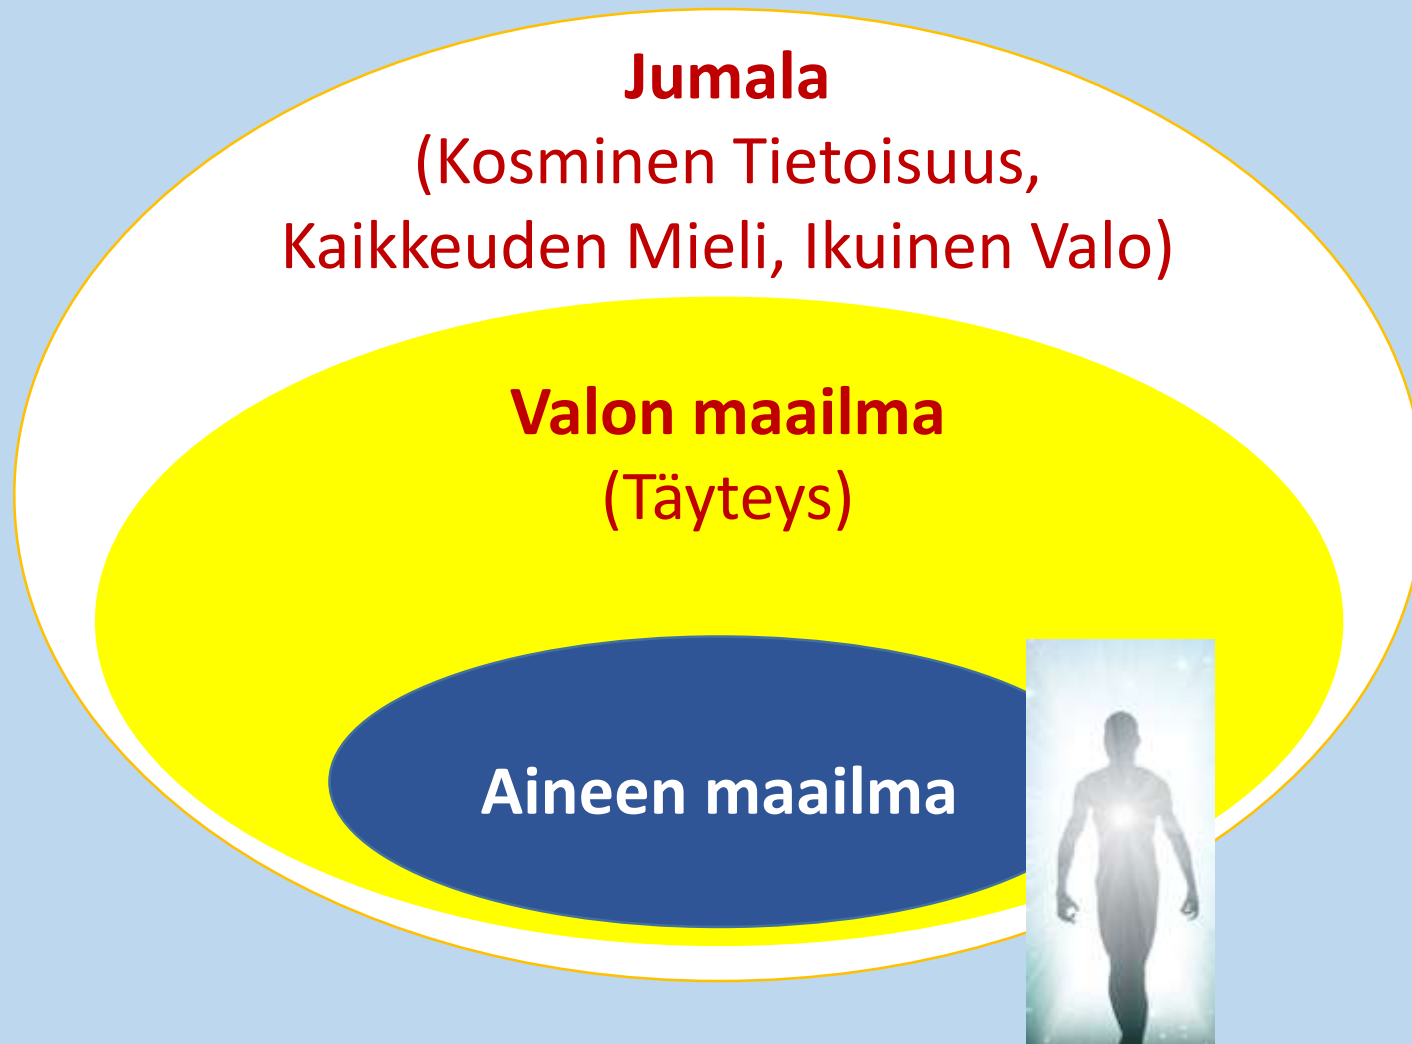 Jumala
(Kosminen Tietoisuus,
Kaikkeuden Mieli, Ikuinen Valo)
Valon maailma
(Täyteys)
Aineen maailma